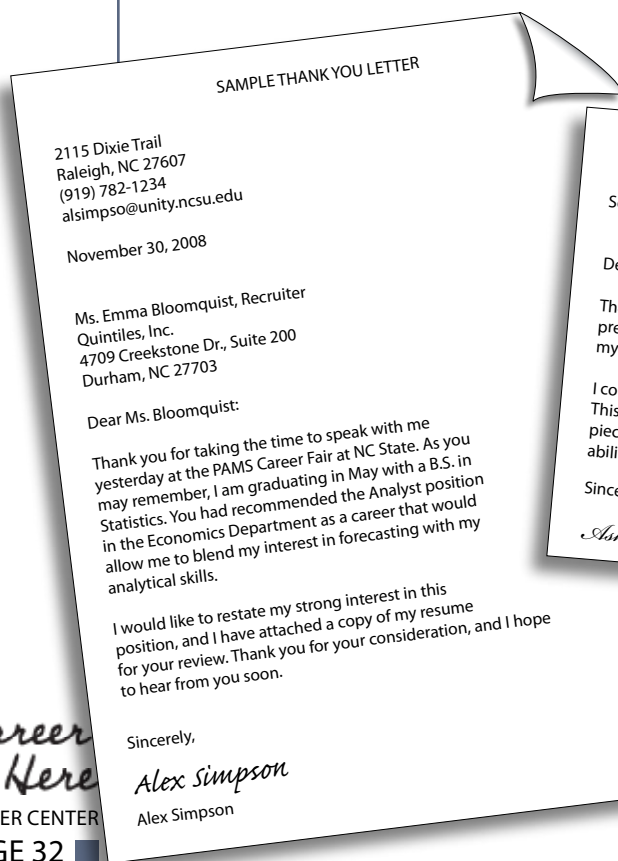 SAMPLE THANK YOU LETTER
2115 Dixie Trail
Raleigh, NC 27607
(919) 782-1234
alsimpso@unity.ncsu.edu
November 30, 2008
Ms. Emma Bloomquist, Recruiter
Quintiles, Inc.
4709 Creekstone Dr., Suite 200
Durham, NC 27703
Dear Ms. Bloomquist:
Thank you for taking the time to speak with me
yesterday at the PAMS Career Fair at NC State. As you
may remember, I am graduating in May with a B.S. in
Statistics. You had recommended the Analyst position
in the Economics Department as a career that would
allow me to blend my interest in forecasting with my
analytical skills.
I would like to restate my strong interest in this
position, and I have attached a copy of my resume
for your review. Thank you for your consideration, and I hope
to hear from you soon.
Sincerely,
Alex Simpson
Alex Simpson
my
I co
This
Here
CENTER
32